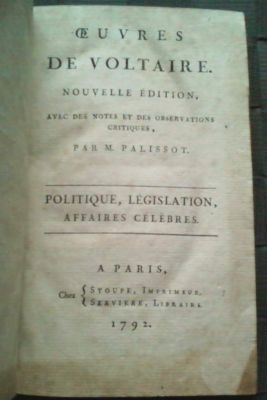 ŒUVRES
DE VOLTAIRE.
NOUVELLE ÉDITION,
AVEC DES NOTES ET DES OBSERVATIONS
CRITIQUES,
PAR M. PALISSOT.
POLITIQUE, LÉGISLATION,
AFFAIRES CÉLÈBRES.
A PARIS,
Chez { STOUPE, IMPRIMEUR,
SERVIERE, LIBRAIRE.
1792.